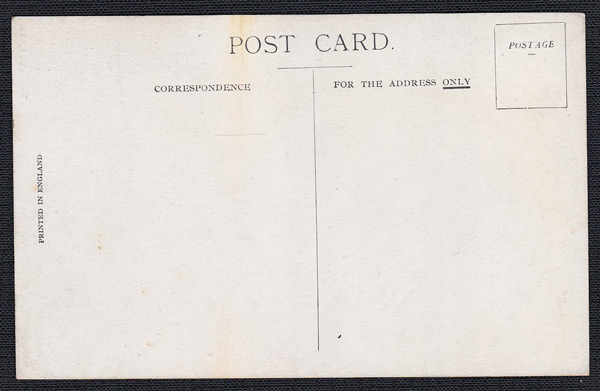 POST CARD.
POSTAGE
CORRESPONDENCE
FOR THE ADDRESS ONLY
PRINTED IN ENGLAND